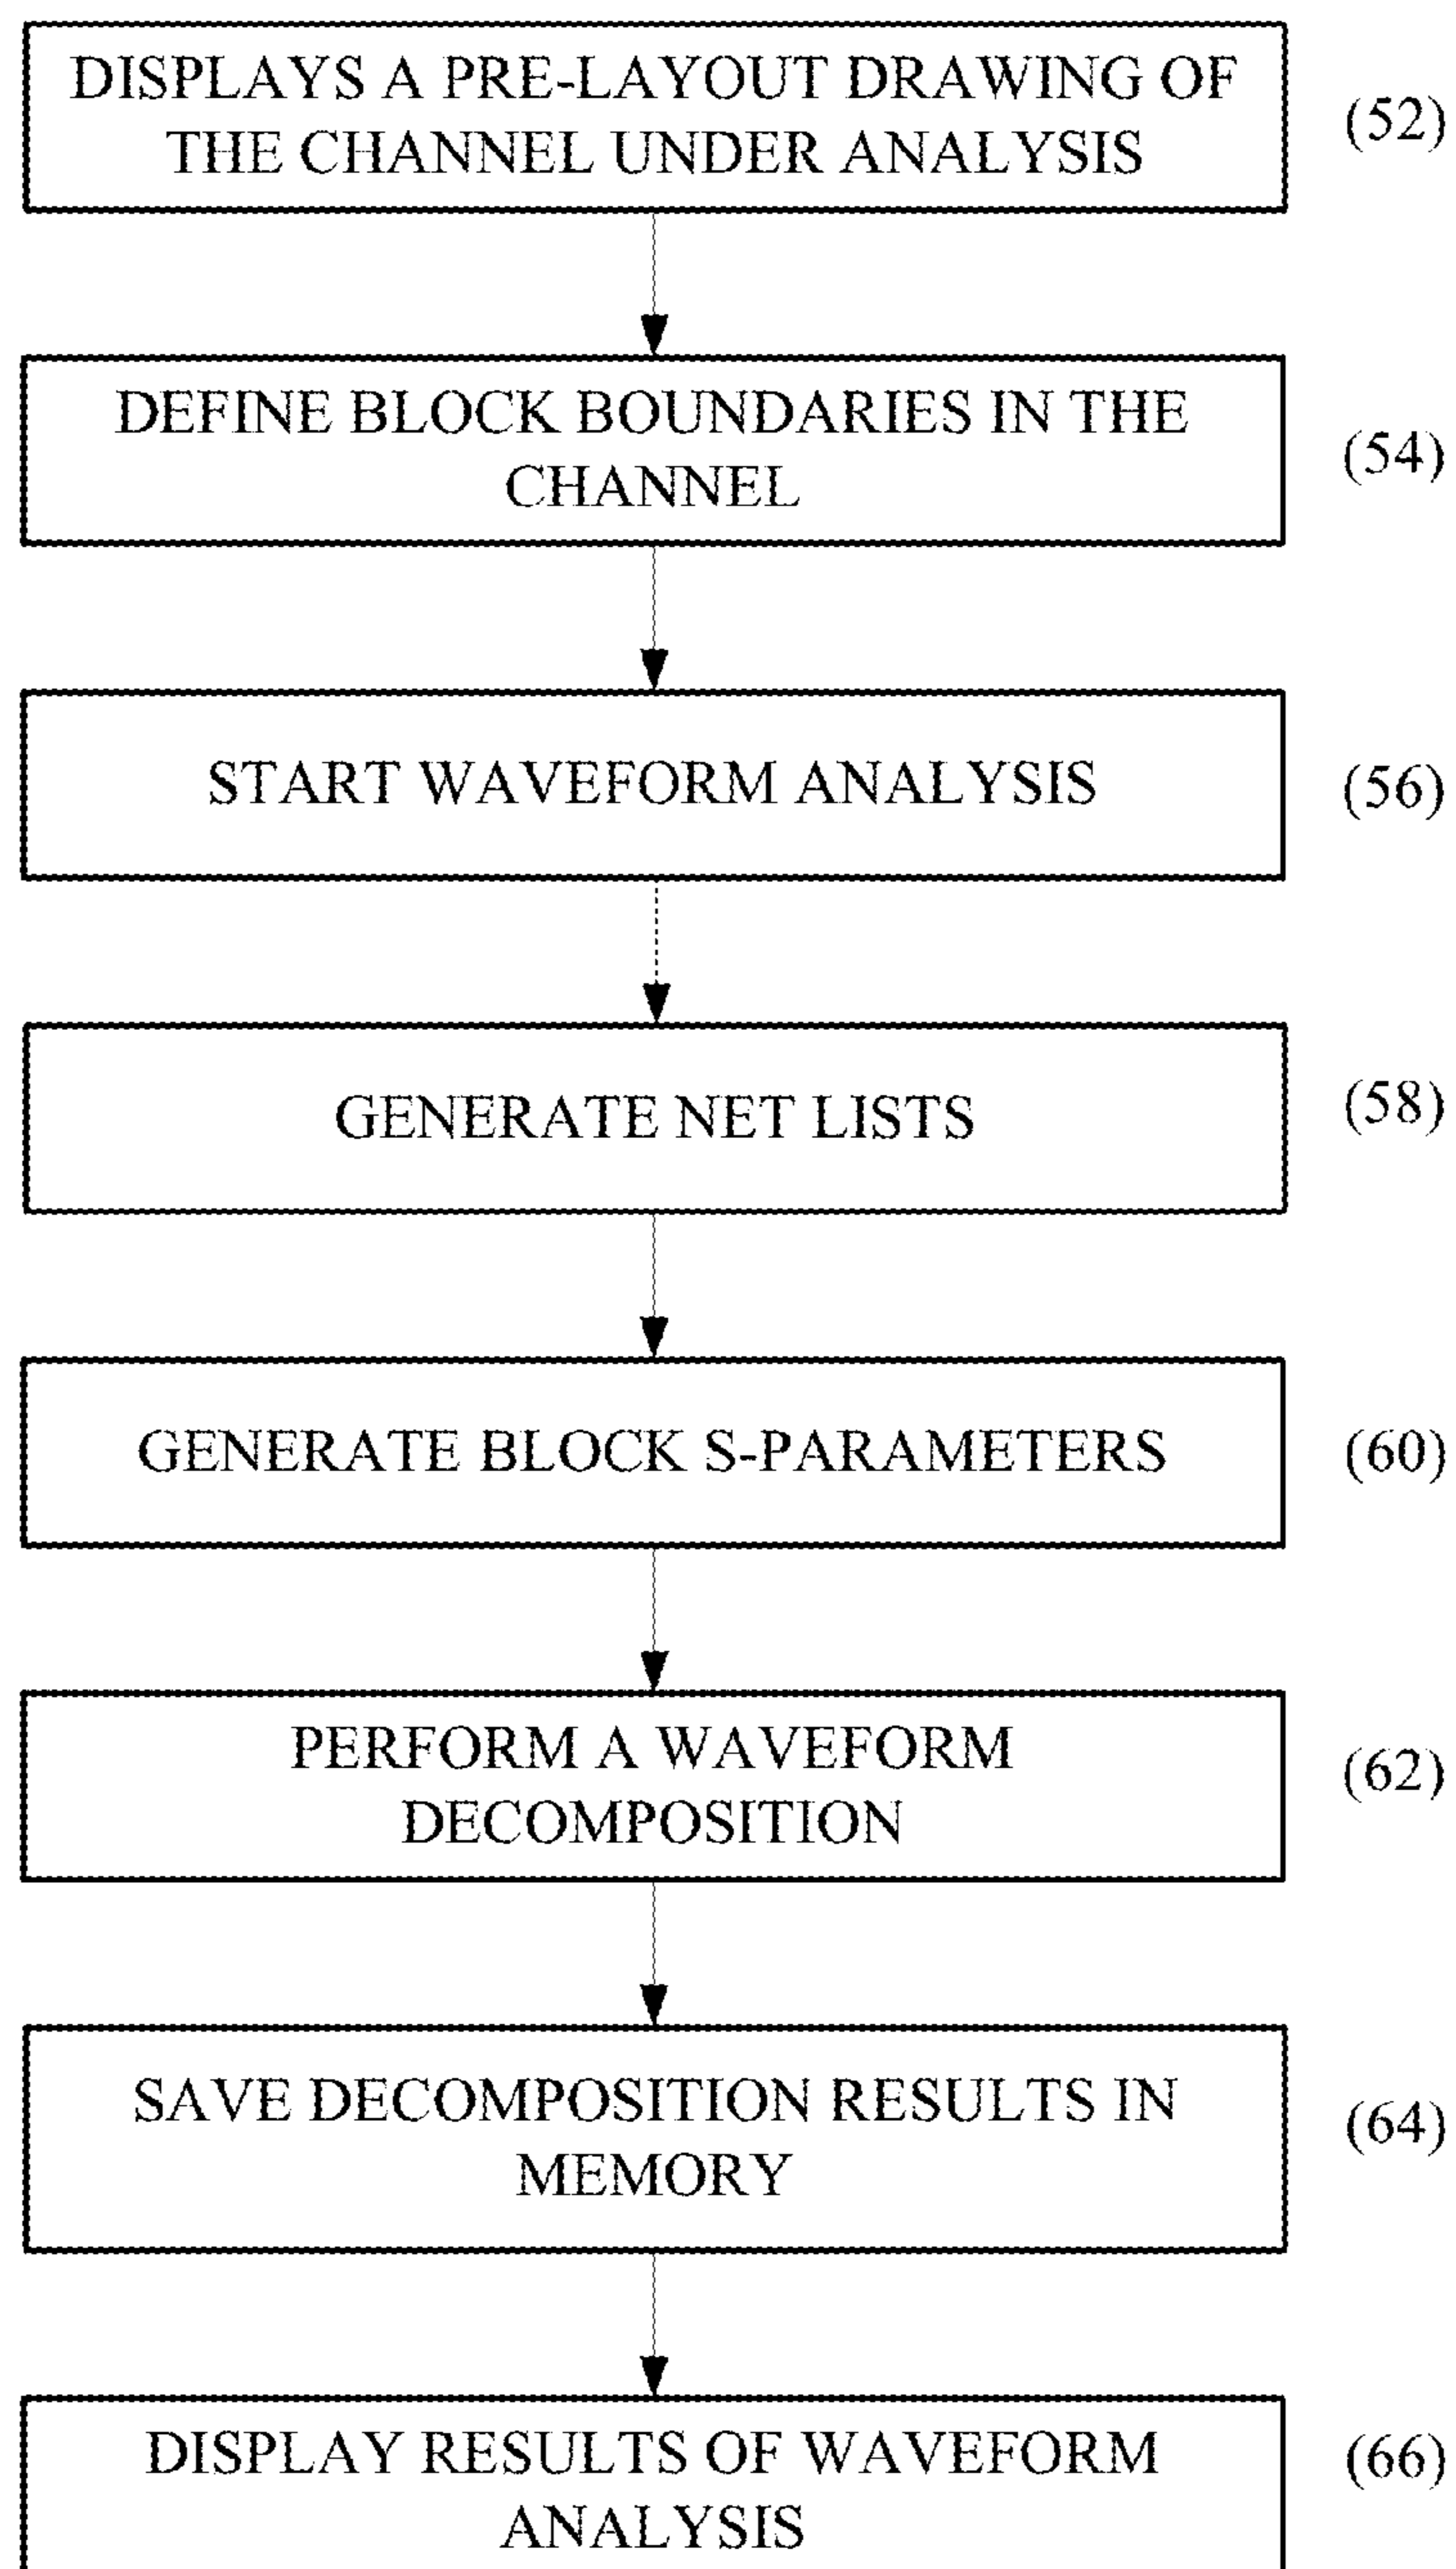 DISPLAYS A PRE-LAYOUT DRAWING OF
THE CHANNEL UNDER ANALYSIS
(52)
DEFINE BLOCK BOUNDARIES IN THE
CHANNEL
(54)
START WAVEFORM ANALYSIS
(56)
GENERATE NET LISTS
(58)
GENERATE BLOCK S-PARAMETERS
(60)
PERFORM A WAVEFORM
DECOMPOSITION
(62)
SAVE DECOMPOSITION RESULTS IN
MEMORY
(64)
DISPLAY RESULTS OF WAVEFORM
ANALYSIS
(66)